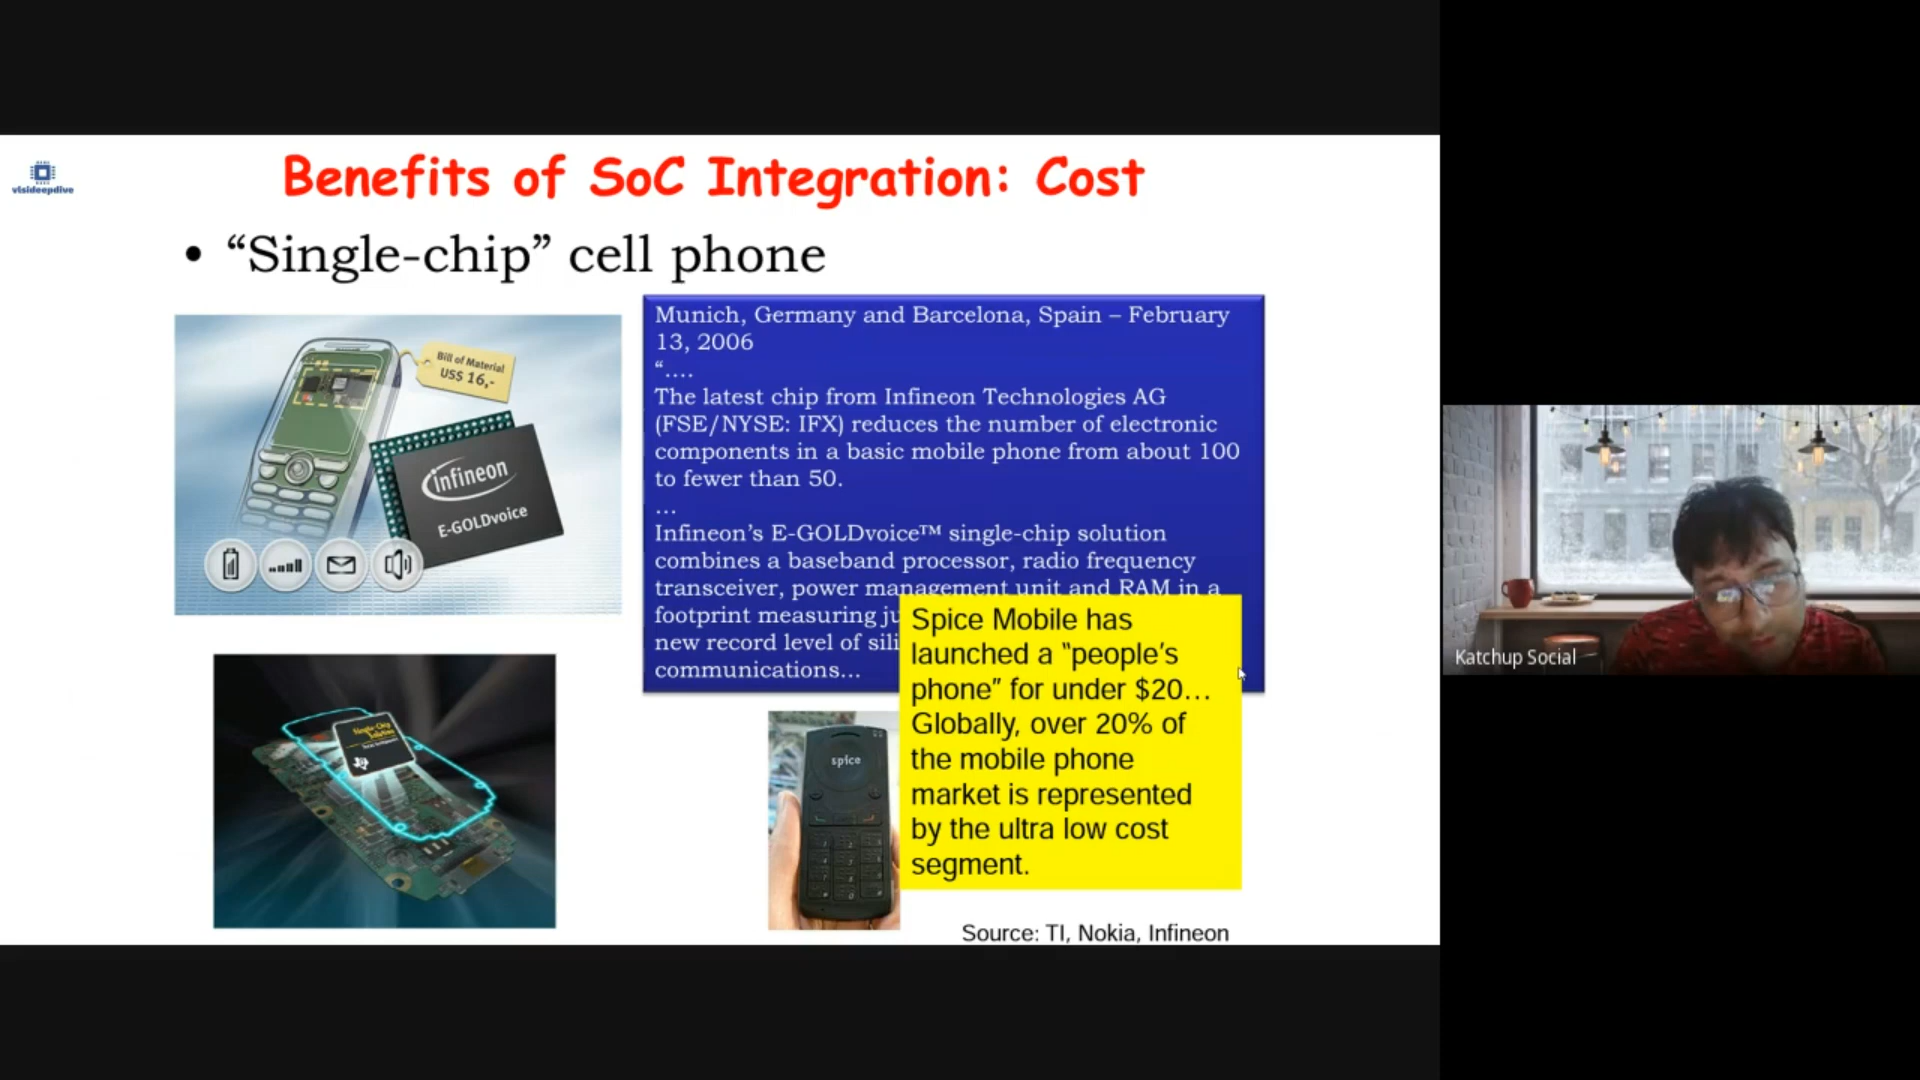 vlsideepdive
Benefits of SoC Integration: Cost
• “Single-chip” cell phone
Bill of Material
US$ 16,-
infineon
E-GOLDvoice
Munich, Germany and Barcelona, Spain – February
13, 2006
“….
The latest chip from Infineon Technologies AG
(FSE/NYSE: IFX) reduces the number of electronic
components in a basic mobile phone from about 100
to fewer than 50.
…
Infineon’s E-GOLDvoice™ single-chip solution
combines a baseband processor, radio frequency
transceiver, power management unit and RAM in a
footprint measuring
new record level of
communications…
Spice Mobile has
launched a “people’s
phone” for under $20…
Globally, over 20% of
the mobile phone
market is represented
by the ultra low cost
segment.
Single-Chip
Solution
spice
Source: TI, Nokia, Infineon
Katchup Social